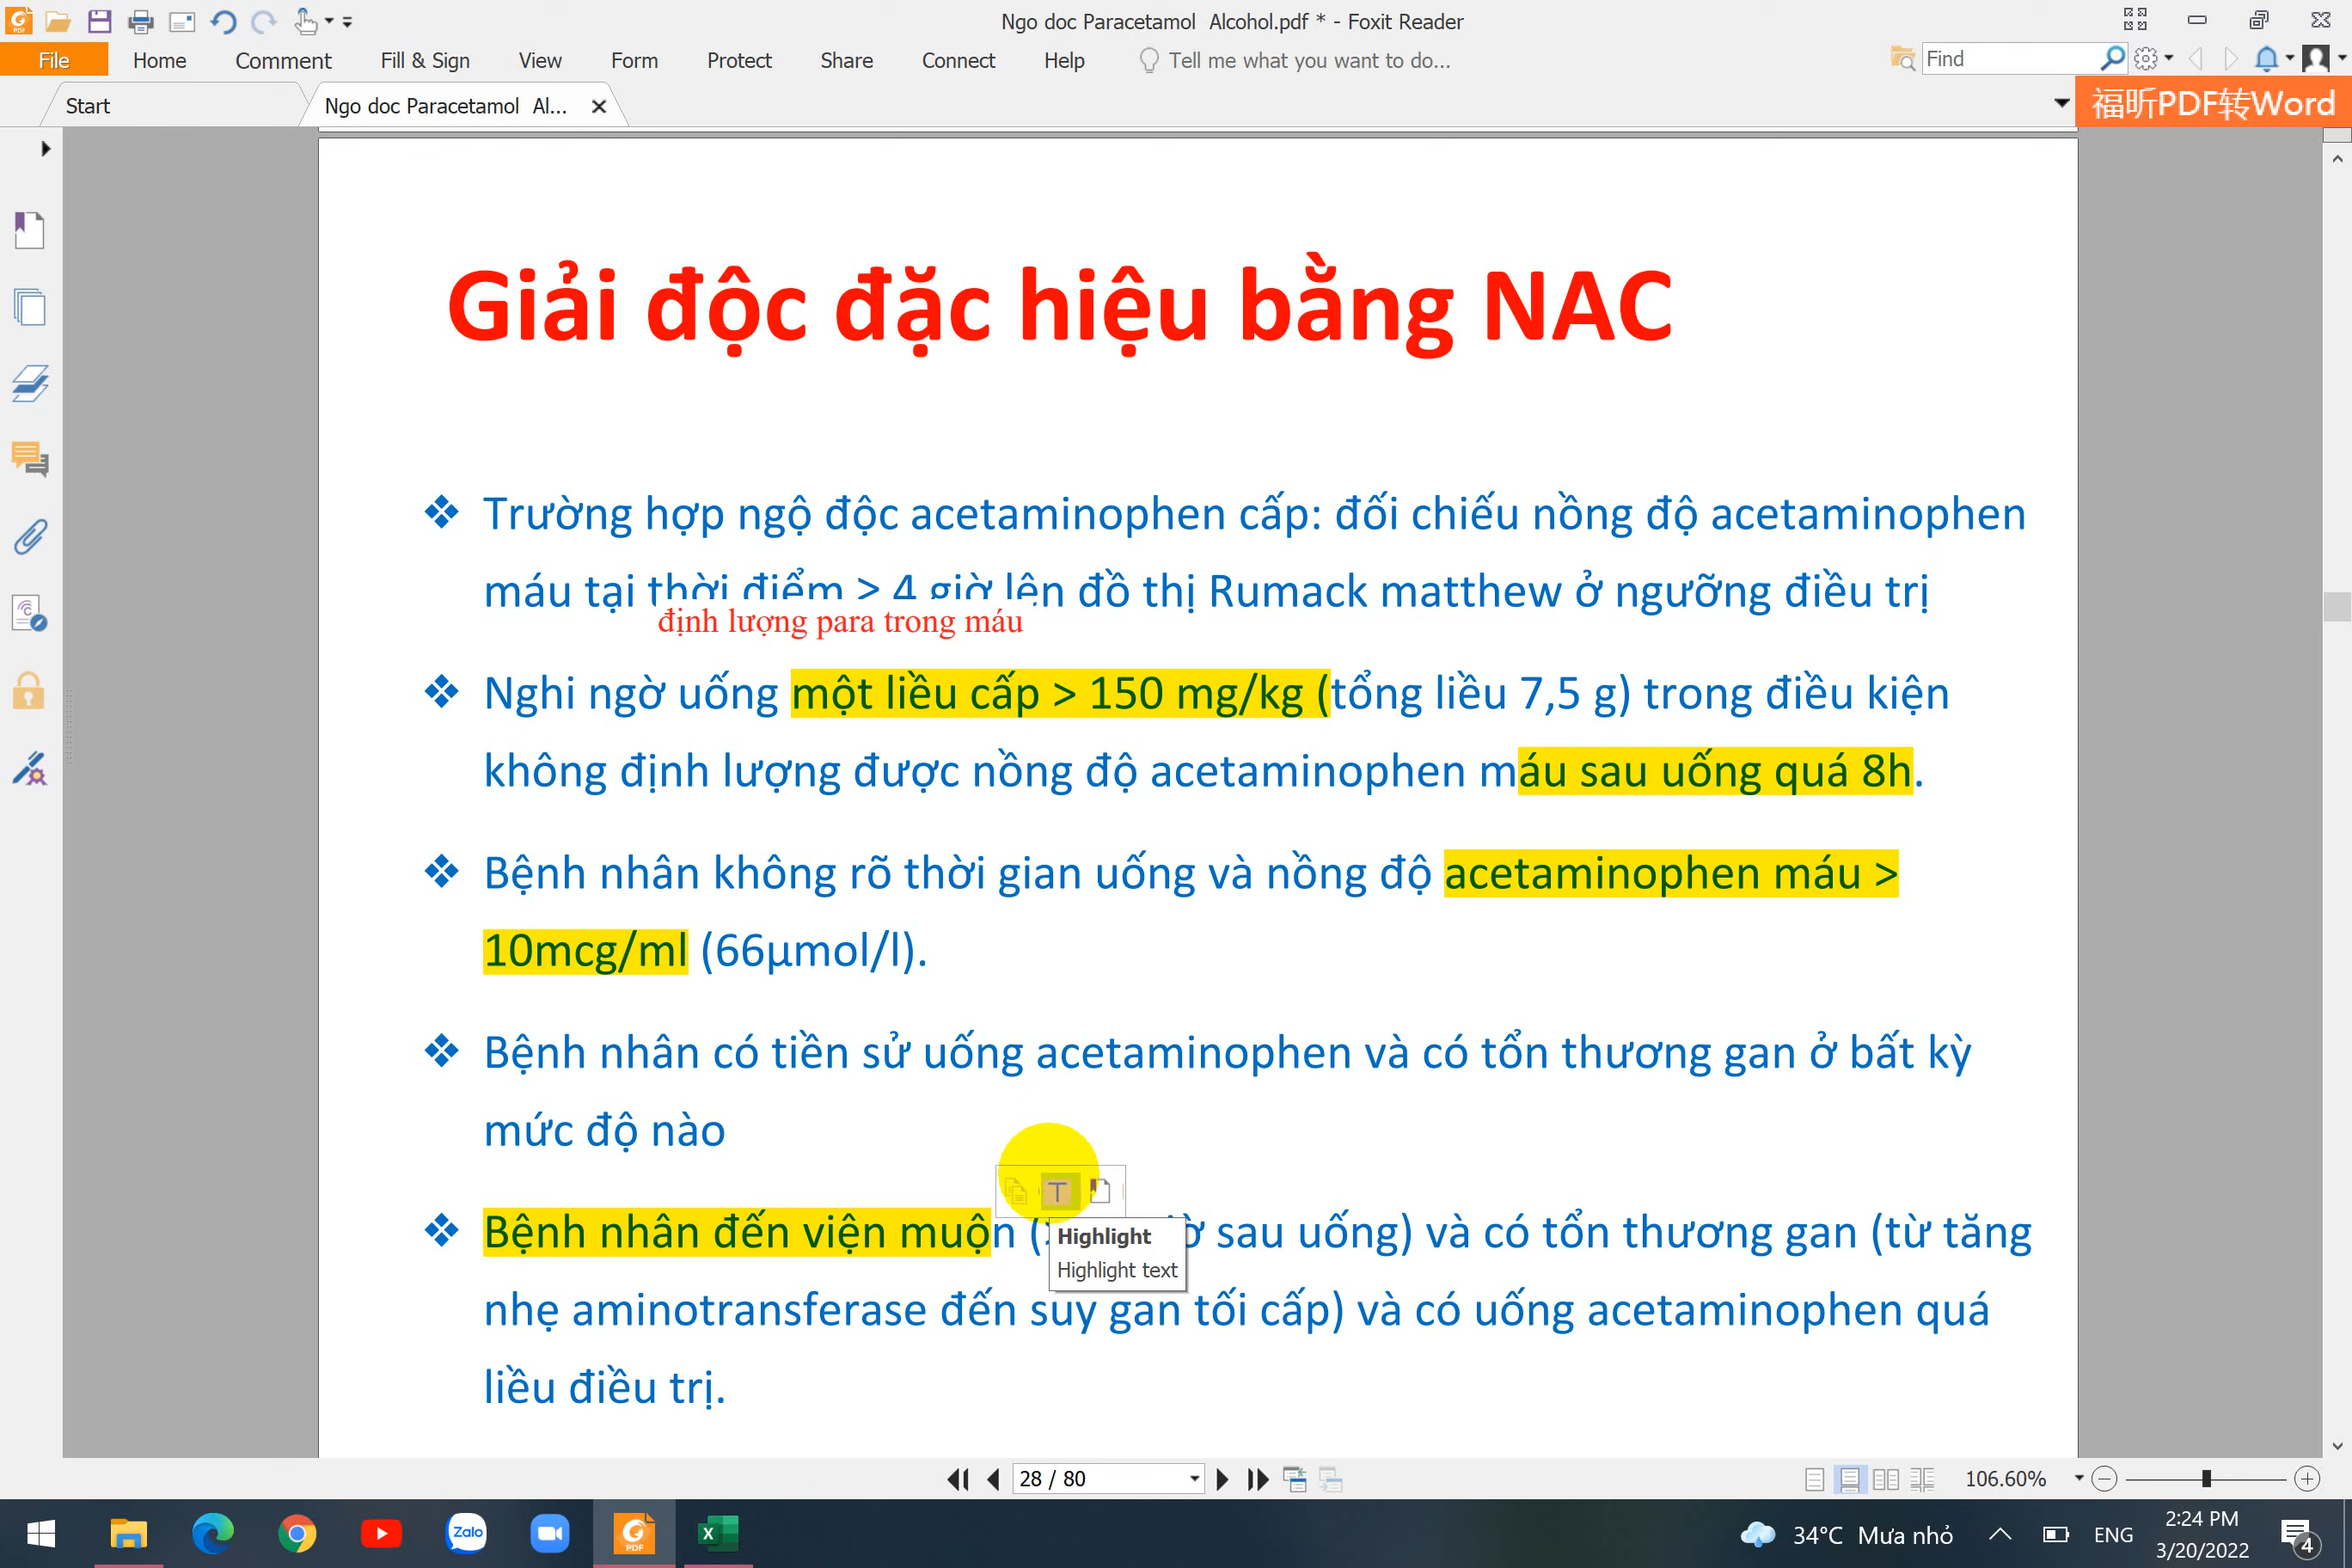 Ngo doc Paracetamol Alcohol.pdf * - Foxit Reader
File Home Comment Fill & Sign View Form Protect Share Connect Help Tell me what you want to do... Find
Start Ngo doc Paracetamol Al... 福昕PDF转Word
Giải độc đặc hiệu bằng NAC
❖ Trường hợp ngộ độc acetaminophen cấp: đối chiếu nồng độ acetaminophen
máu tại thời điểm > 4 giờ lên đồ thị Rumack matthew ở ngưỡng điều trị
định lượng para trong máu
❖ Nghi ngờ uống một liều cấp > 150 mg/kg (tổng liều 7,5 g) trong điều kiện
không định lượng được nồng độ acetaminophen máu sau uống quá 8h.
❖ Bệnh nhân không rõ thời gian uống và nồng độ acetaminophen máu >
10mcg/ml (66μmol/l).
❖ Bệnh nhân có tiền sử uống acetaminophen và có tổn thương gan ở bất kỳ
mức độ nào
❖ Bệnh nhân đến viện muộn ( sau uống) và có tổn thương gan (từ tăng
Highlight
Highlight text
nhẹ aminotransferase đến suy gan tối cấp) và có uống acetaminophen quá
liều điều trị.
28 / 80 106.60%
Zalo PDF 34°C Mưa nhỏ ENG 2:24 PM
3/20/2022 4